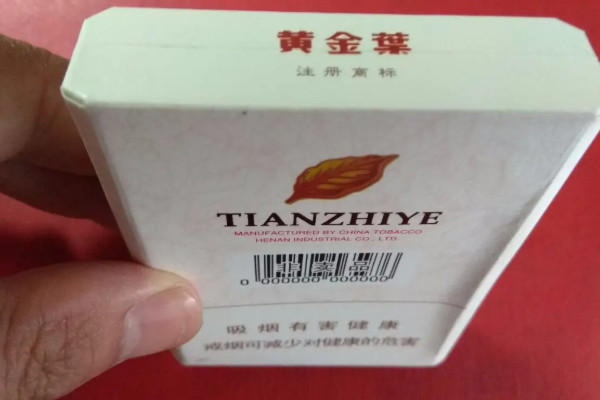 黄金葉
注册商标
TIANZHIYE
MANUFACTURED BY CHINA TOBACCO
HENAN INDUSTRIAL CO., LTD.
非卖品
0 000000 000000
吸烟有害健康
戒烟可减少对健康的危害